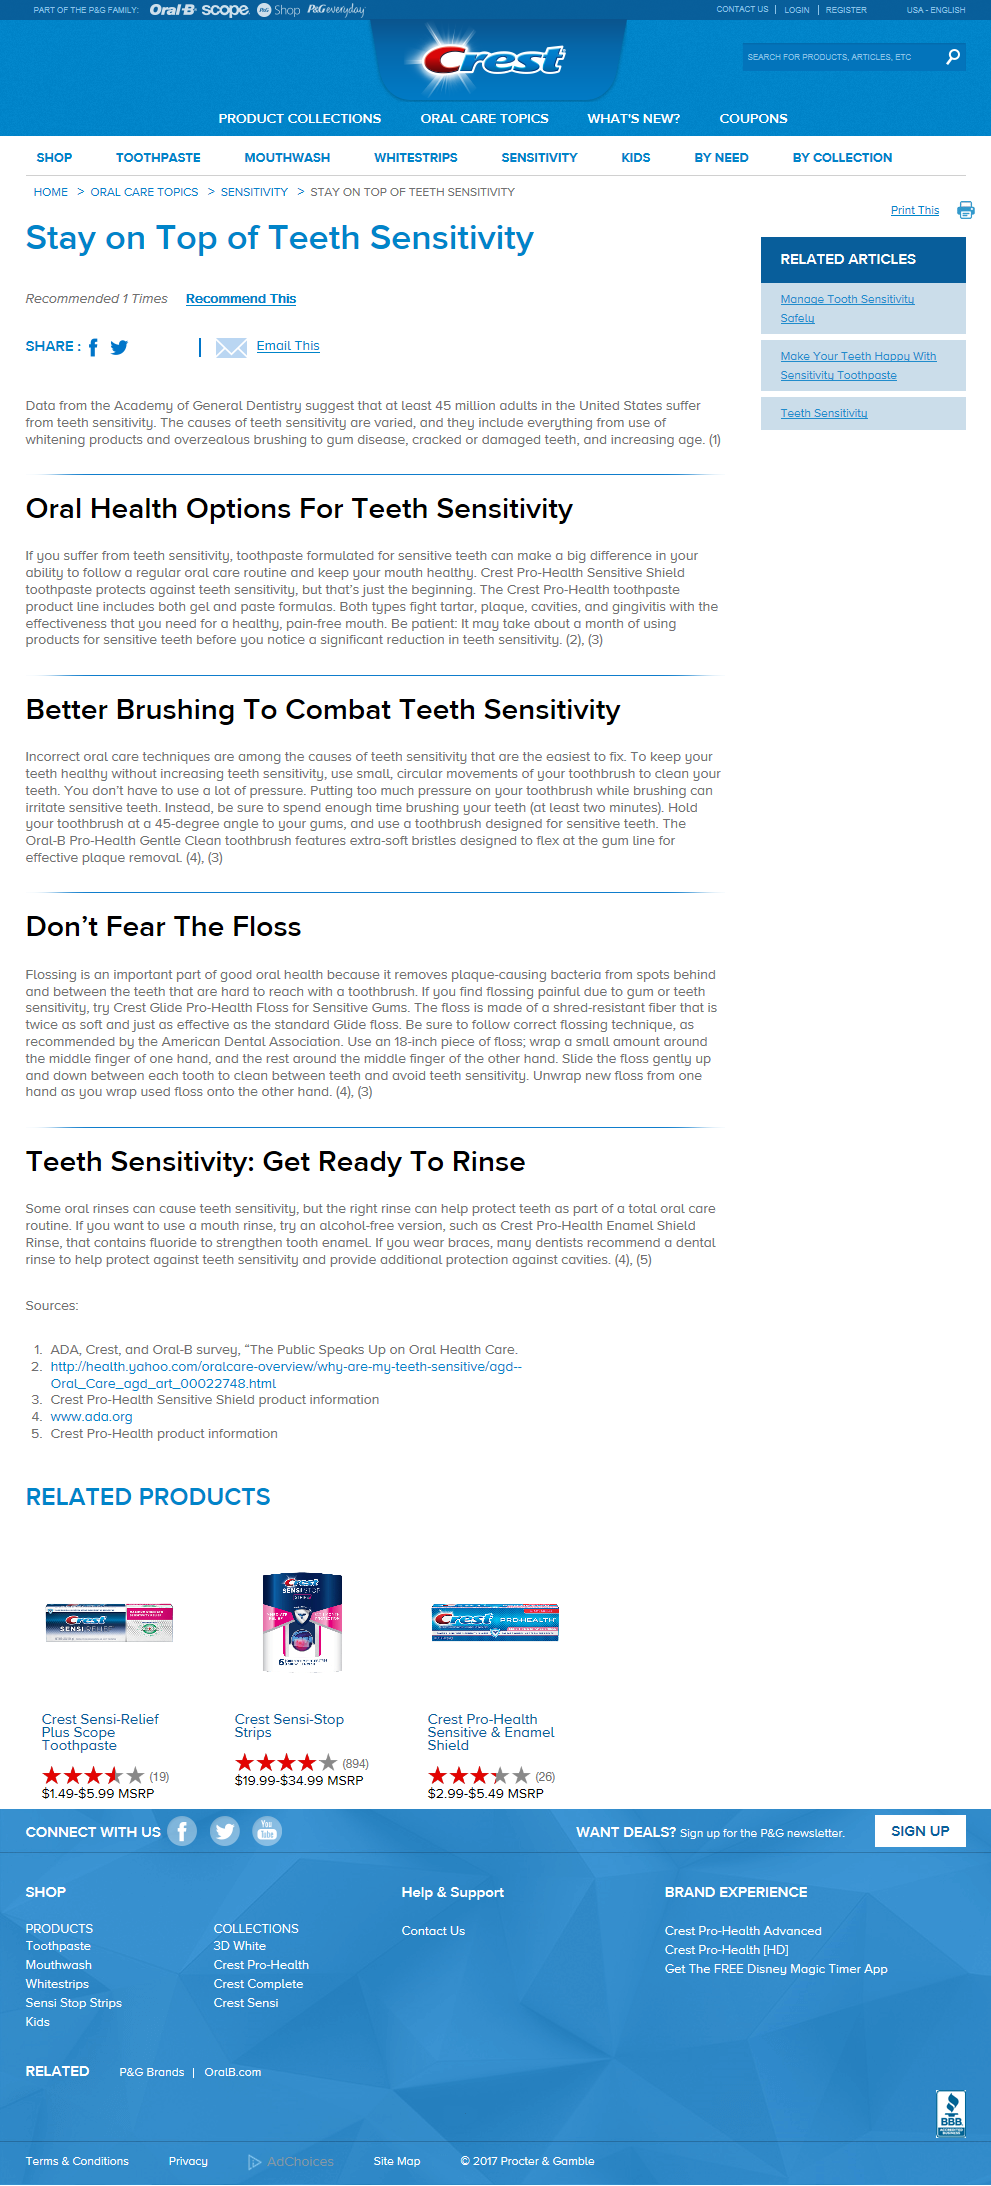 PART OF THE P&G FAMILY: Oral-B scope P&G Shop P&G everyday
CONTACT US | LOGIN | REGISTER USA - ENGLISH
Crest
SEARCH FOR PRODUCTS, ARTICLES, ETC
PRODUCT COLLECTIONS ORAL CARE TOPICS WHAT'S NEW? COUPONS
SHOP TOOTHPASTE MOUTHWASH WHITESTRIPS SENSITIVITY KIDS BY NEED BY COLLECTION
HOME > ORAL CARE TOPICS > SENSITIVITY > STAY ON TOP OF TEETH SENSITIVITY
Print This
Stay on Top of Teeth Sensitivity
Recommended 1 Times Recommend This
SHARE : | Email This
RELATED ARTICLES
Manage Tooth Sensitivity
Safely
Make Your Teeth Happy With
Sensitivity Toothpaste
Teeth Sensitivity
Data from the Academy of General Dentistry suggest that at least 45 million adults in the United States suffer
from teeth sensitivity. The causes of teeth sensitivity are varied, and they include everything from use of
whitening products and overzealous brushing to gum disease, cracked or damaged teeth, and increasing age. (1)
Oral Health Options For Teeth Sensitivity
If you suffer from teeth sensitivity, toothpaste formulated for sensitive teeth can make a big difference in your
ability to follow a regular oral care routine and keep your mouth healthy. Crest Pro-Health Sensitive Shield
toothpaste protects against teeth sensitivity, but that's just the beginning. The Crest Pro-Health toothpaste
product line includes both gel and paste formulas. Both types fight tartar, plaque, cavities, and gingivitis with the
effectiveness that you need for a healthy, pain-free mouth. Be patient: It may take about a month of using
products for sensitive teeth before you notice a significant reduction in teeth sensitivity. (2), (3)
Better Brushing To Combat Teeth Sensitivity
Incorrect oral care techniques are among the causes of teeth sensitivity that are the easiest to fix. To keep your
teeth healthy without increasing teeth sensitivity, use small, circular movements of your toothbrush to clean your
teeth. You don't have to use a lot of pressure. Putting too much pressure on your toothbrush while brushing can
irritate sensitive teeth. Instead, be sure to spend enough time brushing your teeth (at least two minutes). Hold
your toothbrush at a 45-degree angle to your gums, and use a toothbrush designed for sensitive teeth. The
Oral-B Pro-Health Gentle Clean toothbrush features extra-soft bristles designed to flex at the gum line for
effective plaque removal. (4), (3)
Don't Fear The Floss
Flossing is an important part of good oral health because it removes plaque-causing bacteria from spots behind
and between the teeth that are hard to reach with a toothbrush. If you find flossing painful due to gum or teeth
sensitivity, try Crest Glide Pro-Health Floss for Sensitive Gums. The floss is made of a shred-resistant fiber that is
twice as soft and just as effective as the standard Glide floss. Be sure to follow correct flossing technique, as
recommended by the American Dental Association. Use an 18-inch piece of floss; wrap a small amount around
the middle finger of one hand, and the rest around the middle finger of the other hand. Slide the floss gently up
and down between each tooth to clean between teeth and avoid teeth sensitivity. Unwrap new floss from one
hand as you wrap used floss onto the other hand. (4), (3)
Teeth Sensitivity: Get Ready To Rinse
Some oral rinses can cause teeth sensitivity, but the right rinse can help protect teeth as part of a total oral care
routine. If you want to use a mouth rinse, try an alcohol-free version, such as Crest Pro-Health Enamel Shield
Rinse, that contains fluoride to strengthen tooth enamel. If you wear braces, many dentists recommend a dental
rinse to help protect against teeth sensitivity and provide additional protection against cavities. (4), (5)
Sources:
1. ADA, Crest, and Oral-B survey, "The Public Speaks Up on Oral Health Care.
2. http://health.yahoo.com/oralcare-overview/why-are-my-teeth-sensitive/agd--
Oral_Care_agd_art_00022748.html
3. Crest Pro-Health Sensitive Shield product information
4. www.ada.org
5. Crest Pro-Health product information
RELATED PRODUCTS
Crest
SENSI RELIEF
Crest
SENSI STOP
STRIPS
Crest PRO-HEALTH
Crest Sensi-Relief
Plus Scope
Toothpaste
(19)
$1.49-$5.99 MSRP
Crest Sensi-Stop
Strips
(894)
$19.99-$34.99 MSRP
Crest Pro-Health
Sensitive & Enamel
Shield
(26)
$2.99-$5.49 MSRP
CONNECT WITH US You Tube WANT DEALS? Sign up for the P&G newsletter. SIGN UP
SHOP
PRODUCTS
Toothpaste
Mouthwash
Whitestrips
Sensi Stop Strips
Kids
COLLECTIONS
3D White
Crest Pro-Health
Crest Complete
Crest Sensi
Help & Support
Contact Us
BRAND EXPERIENCE
Crest Pro-Health Advanced
Crest Pro-Health [HD]
Get The FREE Disney Magic Timer App
RELATED P&G Brands | OralB.com
BBB
ACCREDITED
BUSINESS
Terms & Conditions Privacy AdChoices Site Map © 2017 Procter & Gamble